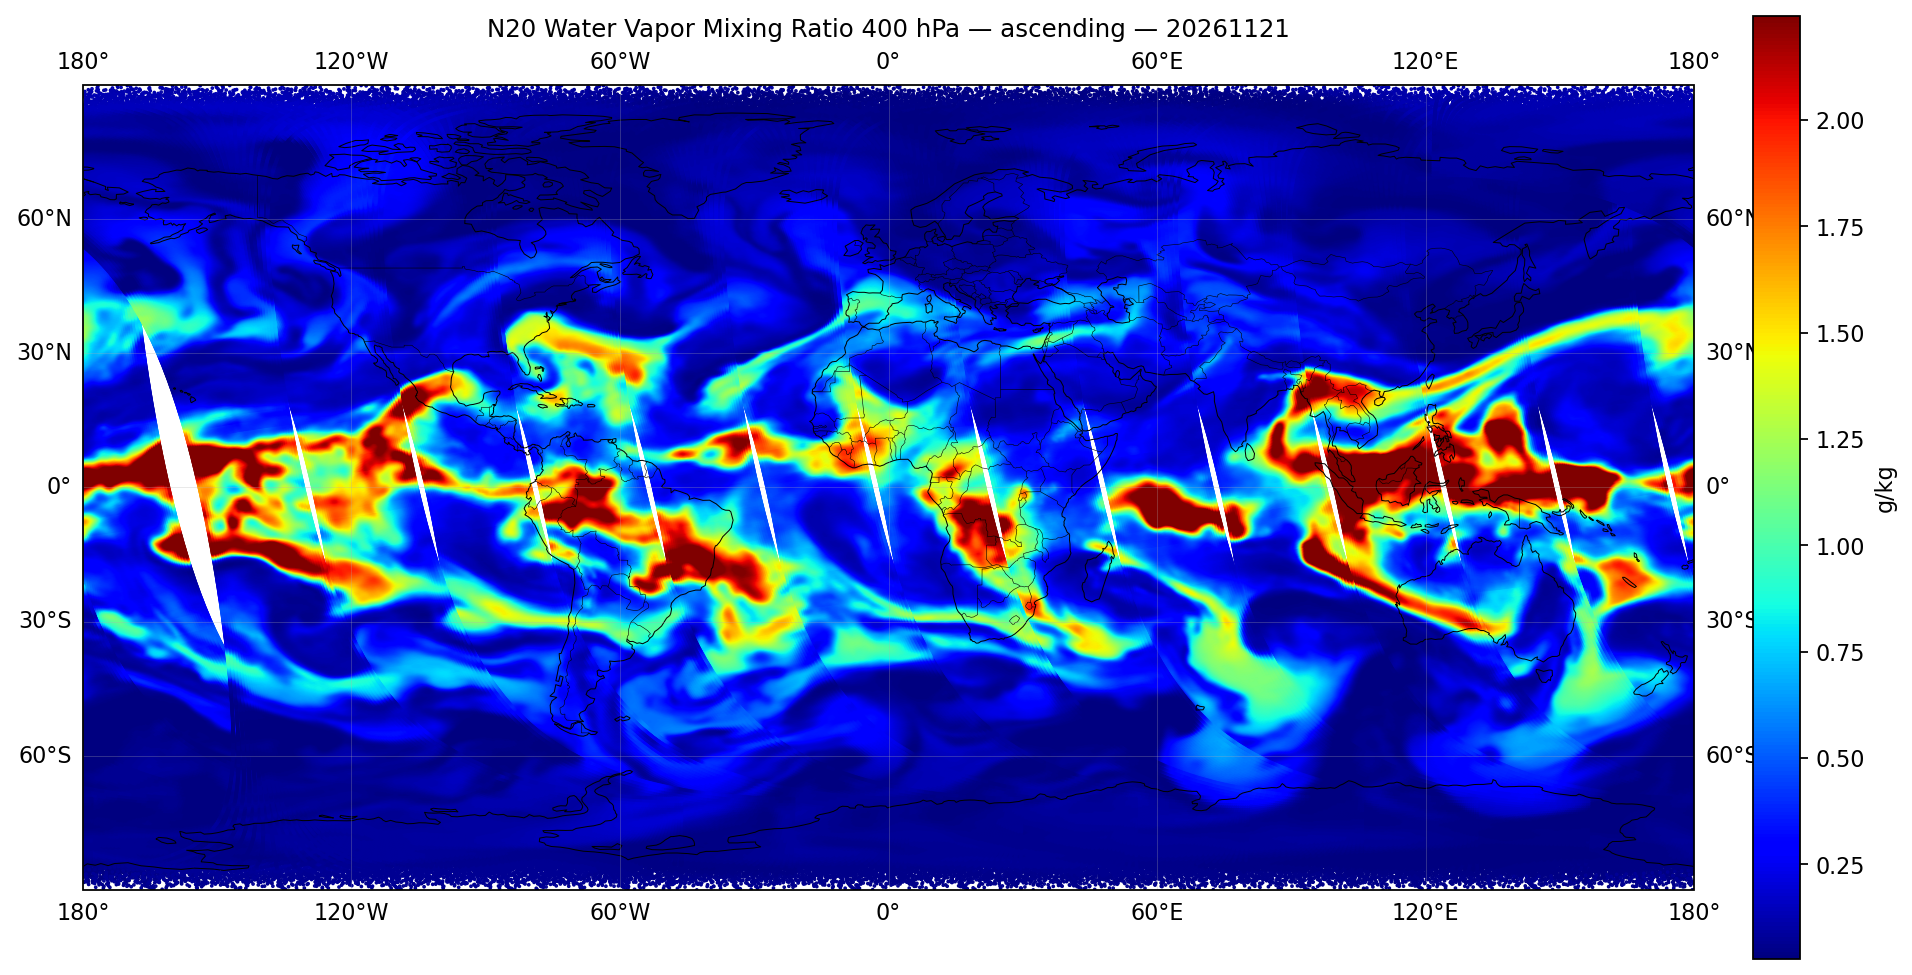 N20 Water Vapor Mixing Ratio 400 hPa — ascending — 20261121
180° 120°W 60°W 0° 60°E 120°E 180°
60°N 60°N
30°N 30°N
0° 0°
30°S 30°S
60°S 60°S
180° 120°W 60°W 0° 60°E 120°E 180°
2.00
1.75
1.50
1.25
1.00
0.75
0.50
0.25
g/kg